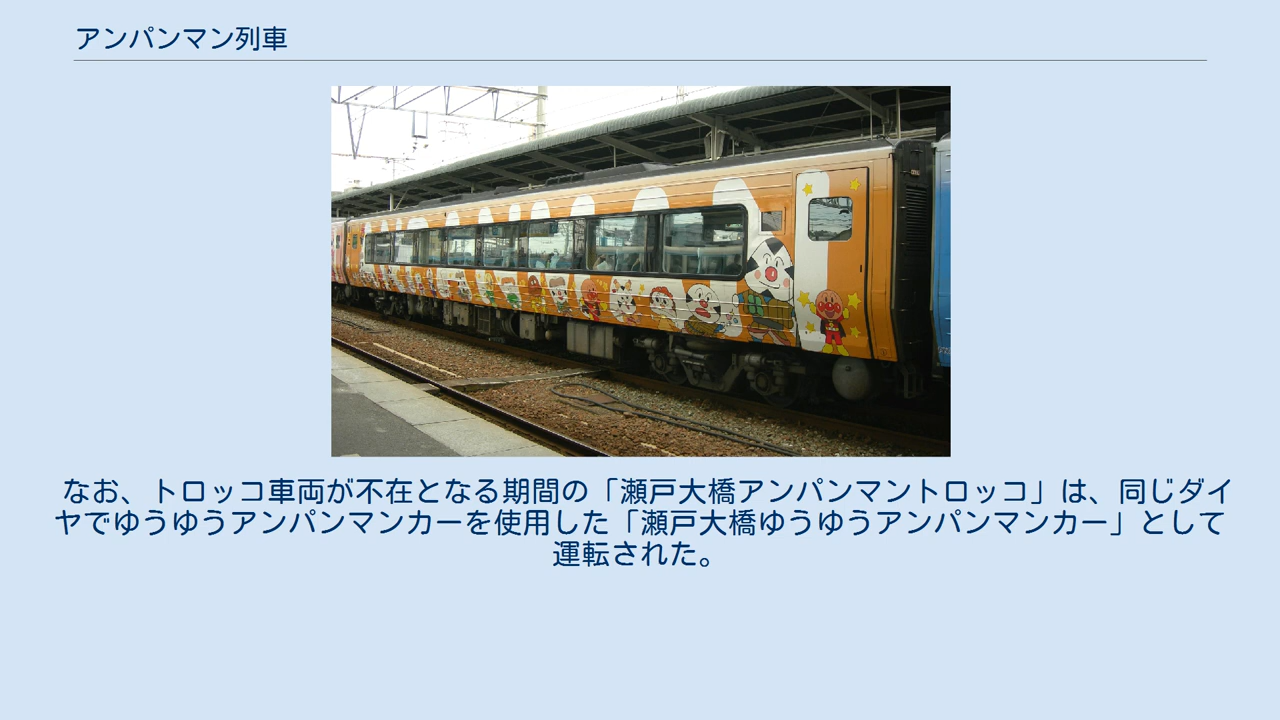 アンパンマン列車
なお、トロッコ車両が不在となる期間の「瀬戸大橋アンパンマントロッコ」は、同じダイ
ヤでゆうゆうアンパンマンカーを使用した「瀬戸大橋ゆうゆうアンパンマンカー」として
運転された。